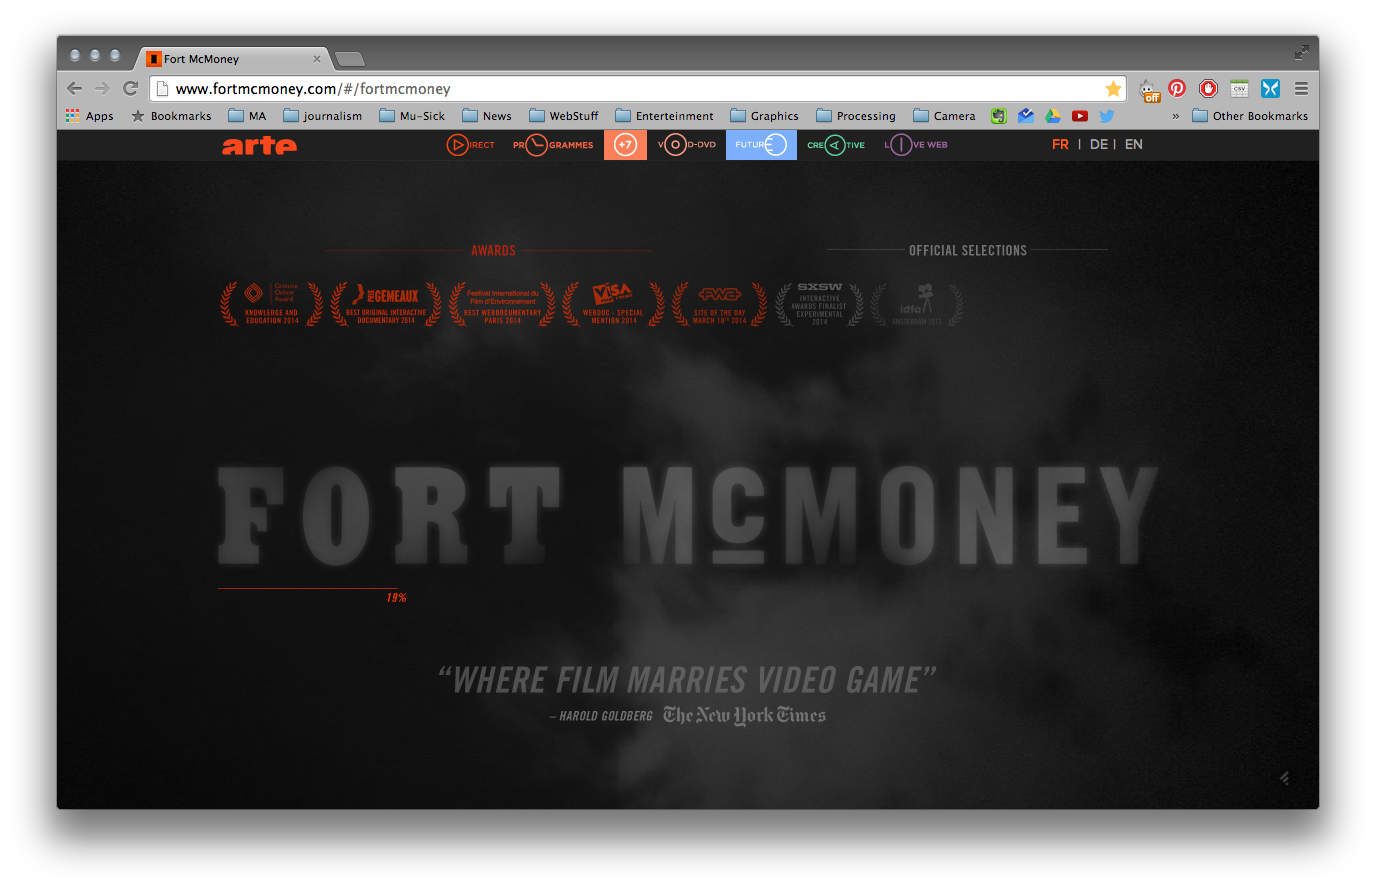 Fort McMoney
www.fortmcmoney.com/#/fortmcmoney
off
CSV
Apps Bookmarks MA journalism Mu-Sick News WebStuff Enterteinment Graphics Processing Camera » Other Bookmarks
arte DIRECT PROGRAMMES +7 VOD-DVD FUTURE CREATIVE LIVE WEB FR | DE | EN
AWARDS
OFFICIAL SELECTIONS
Grimme
Online
Award
KNOWLEDGE AND
EDUCATION 2014
GEMEAUX
BEST ORIGINAL INTERACTIVE
DOCUMENTARY 2014
Festival International du
Film d'Environnement
BEST WEBDOCUMENTARY
PARIS 2014
VISA
WEBDOC - SPECIAL
MENTION 2014
FWA
SITE OF THE DAY
MARCH 18TH 2014
SXSW
INTERACTIVE
AWARDS FINALIST
EXPERIMENTAL
2014
idfa
AMSTERDAM 2013
FORT McMONEY
19%
“WHERE FILM MARRIES VIDEO GAME”
– HAROLD GOLDBERG The New York Times